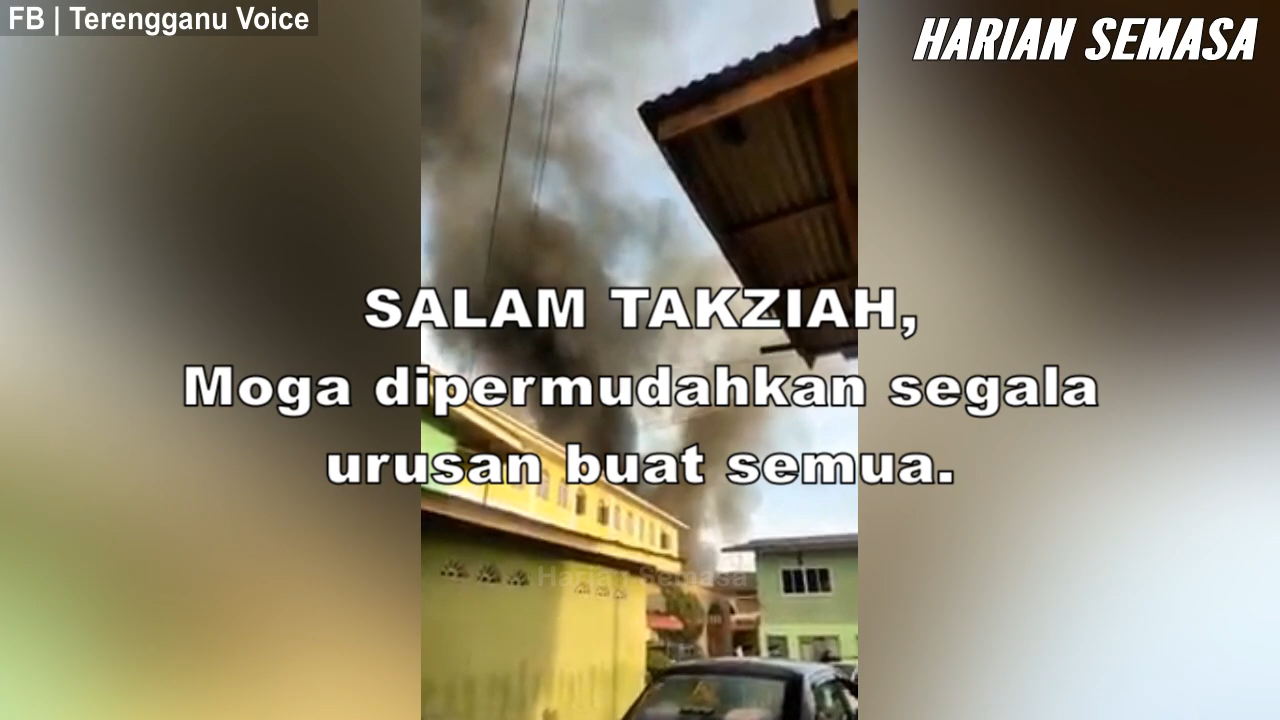 FB | Terengganu Voice
HARIAN SEMASA
SALAM TAKZIAH,
Moga dipermudahkan segala
urusan buat semua.
Harian Semasa